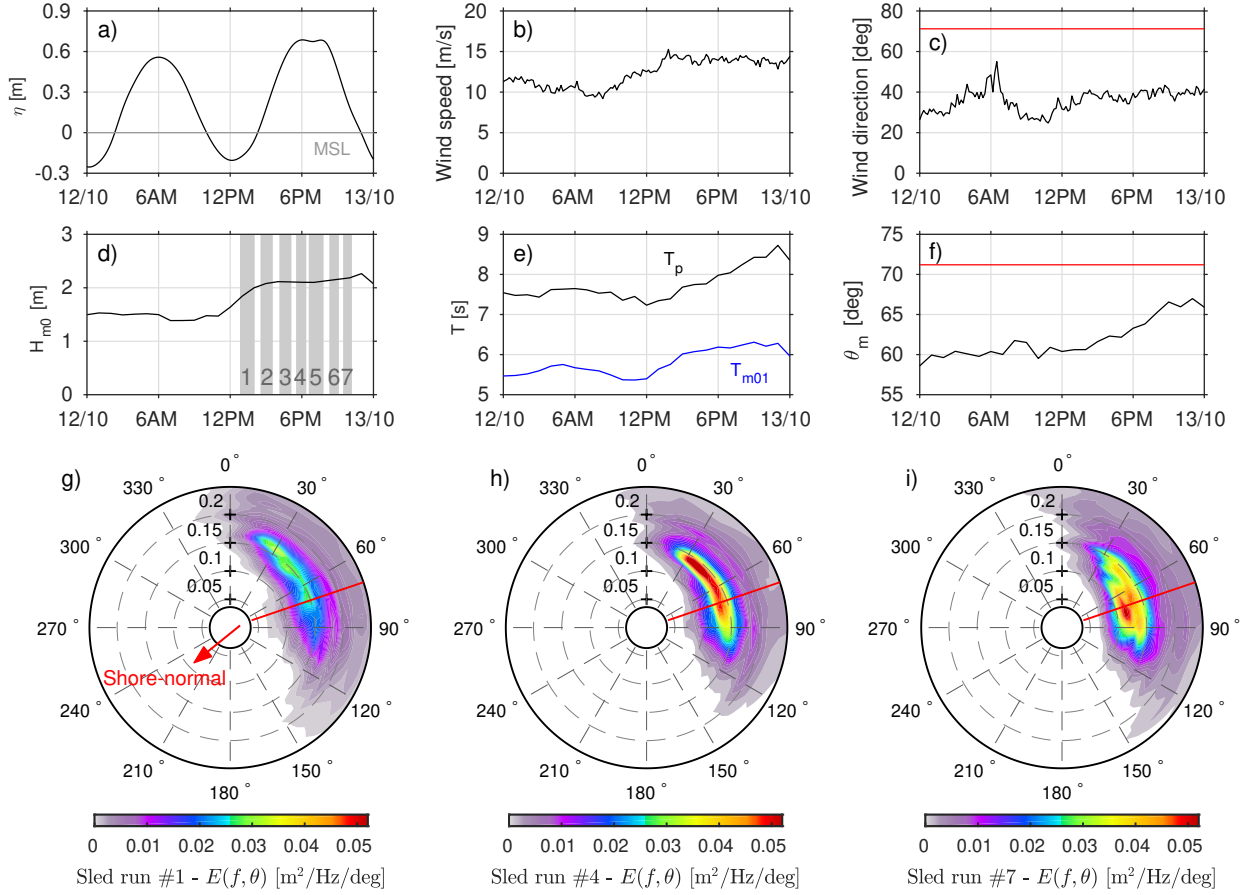 a)
η [m]
0.9
0.6
0.3
0
-0.3
MSL
12/10 6AM 12PM 6PM 13/10
b)
Wind speed [m/s]
20
15
10
5
0
12/10 6AM 12PM 6PM 13/10
c)
Wind direction [deg]
80
60
40
20
0
12/10 6AM 12PM 6PM 13/10
d)
H_m0 [m]
3
2
1
0
1 2 3 4 5 6 7
12/10 6AM 12PM 6PM 13/10
e)
T [s]
9
8
7
6
5
T_p
T_m01
12/10 6AM 12PM 6PM 13/10
f)
θ_m [deg]
75
70
65
60
55
12/10 6AM 12PM 6PM 13/10
g)
0°
30°
60°
90°
120°
150°
180°
210°
240°
270°
300°
330°
0.2
0.15
0.1
0.05
Shore-normal
0 0.01 0.02 0.03 0.04 0.05
Sled run #1 - E(f, θ) [m²/Hz/deg]
h)
0°
30°
60°
90°
120°
150°
180°
210°
240°
270°
300°
330°
0.2
0.15
0.1
0.05
0 0.01 0.02 0.03 0.04 0.05
Sled run #4 - E(f, θ) [m²/Hz/deg]
i)
0°
30°
60°
90°
120°
150°
180°
210°
240°
270°
300°
330°
0.2
0.15
0.1
0.05
0 0.01 0.02 0.03 0.04 0.05
Sled run #7 - E(f, θ) [m²/Hz/deg]